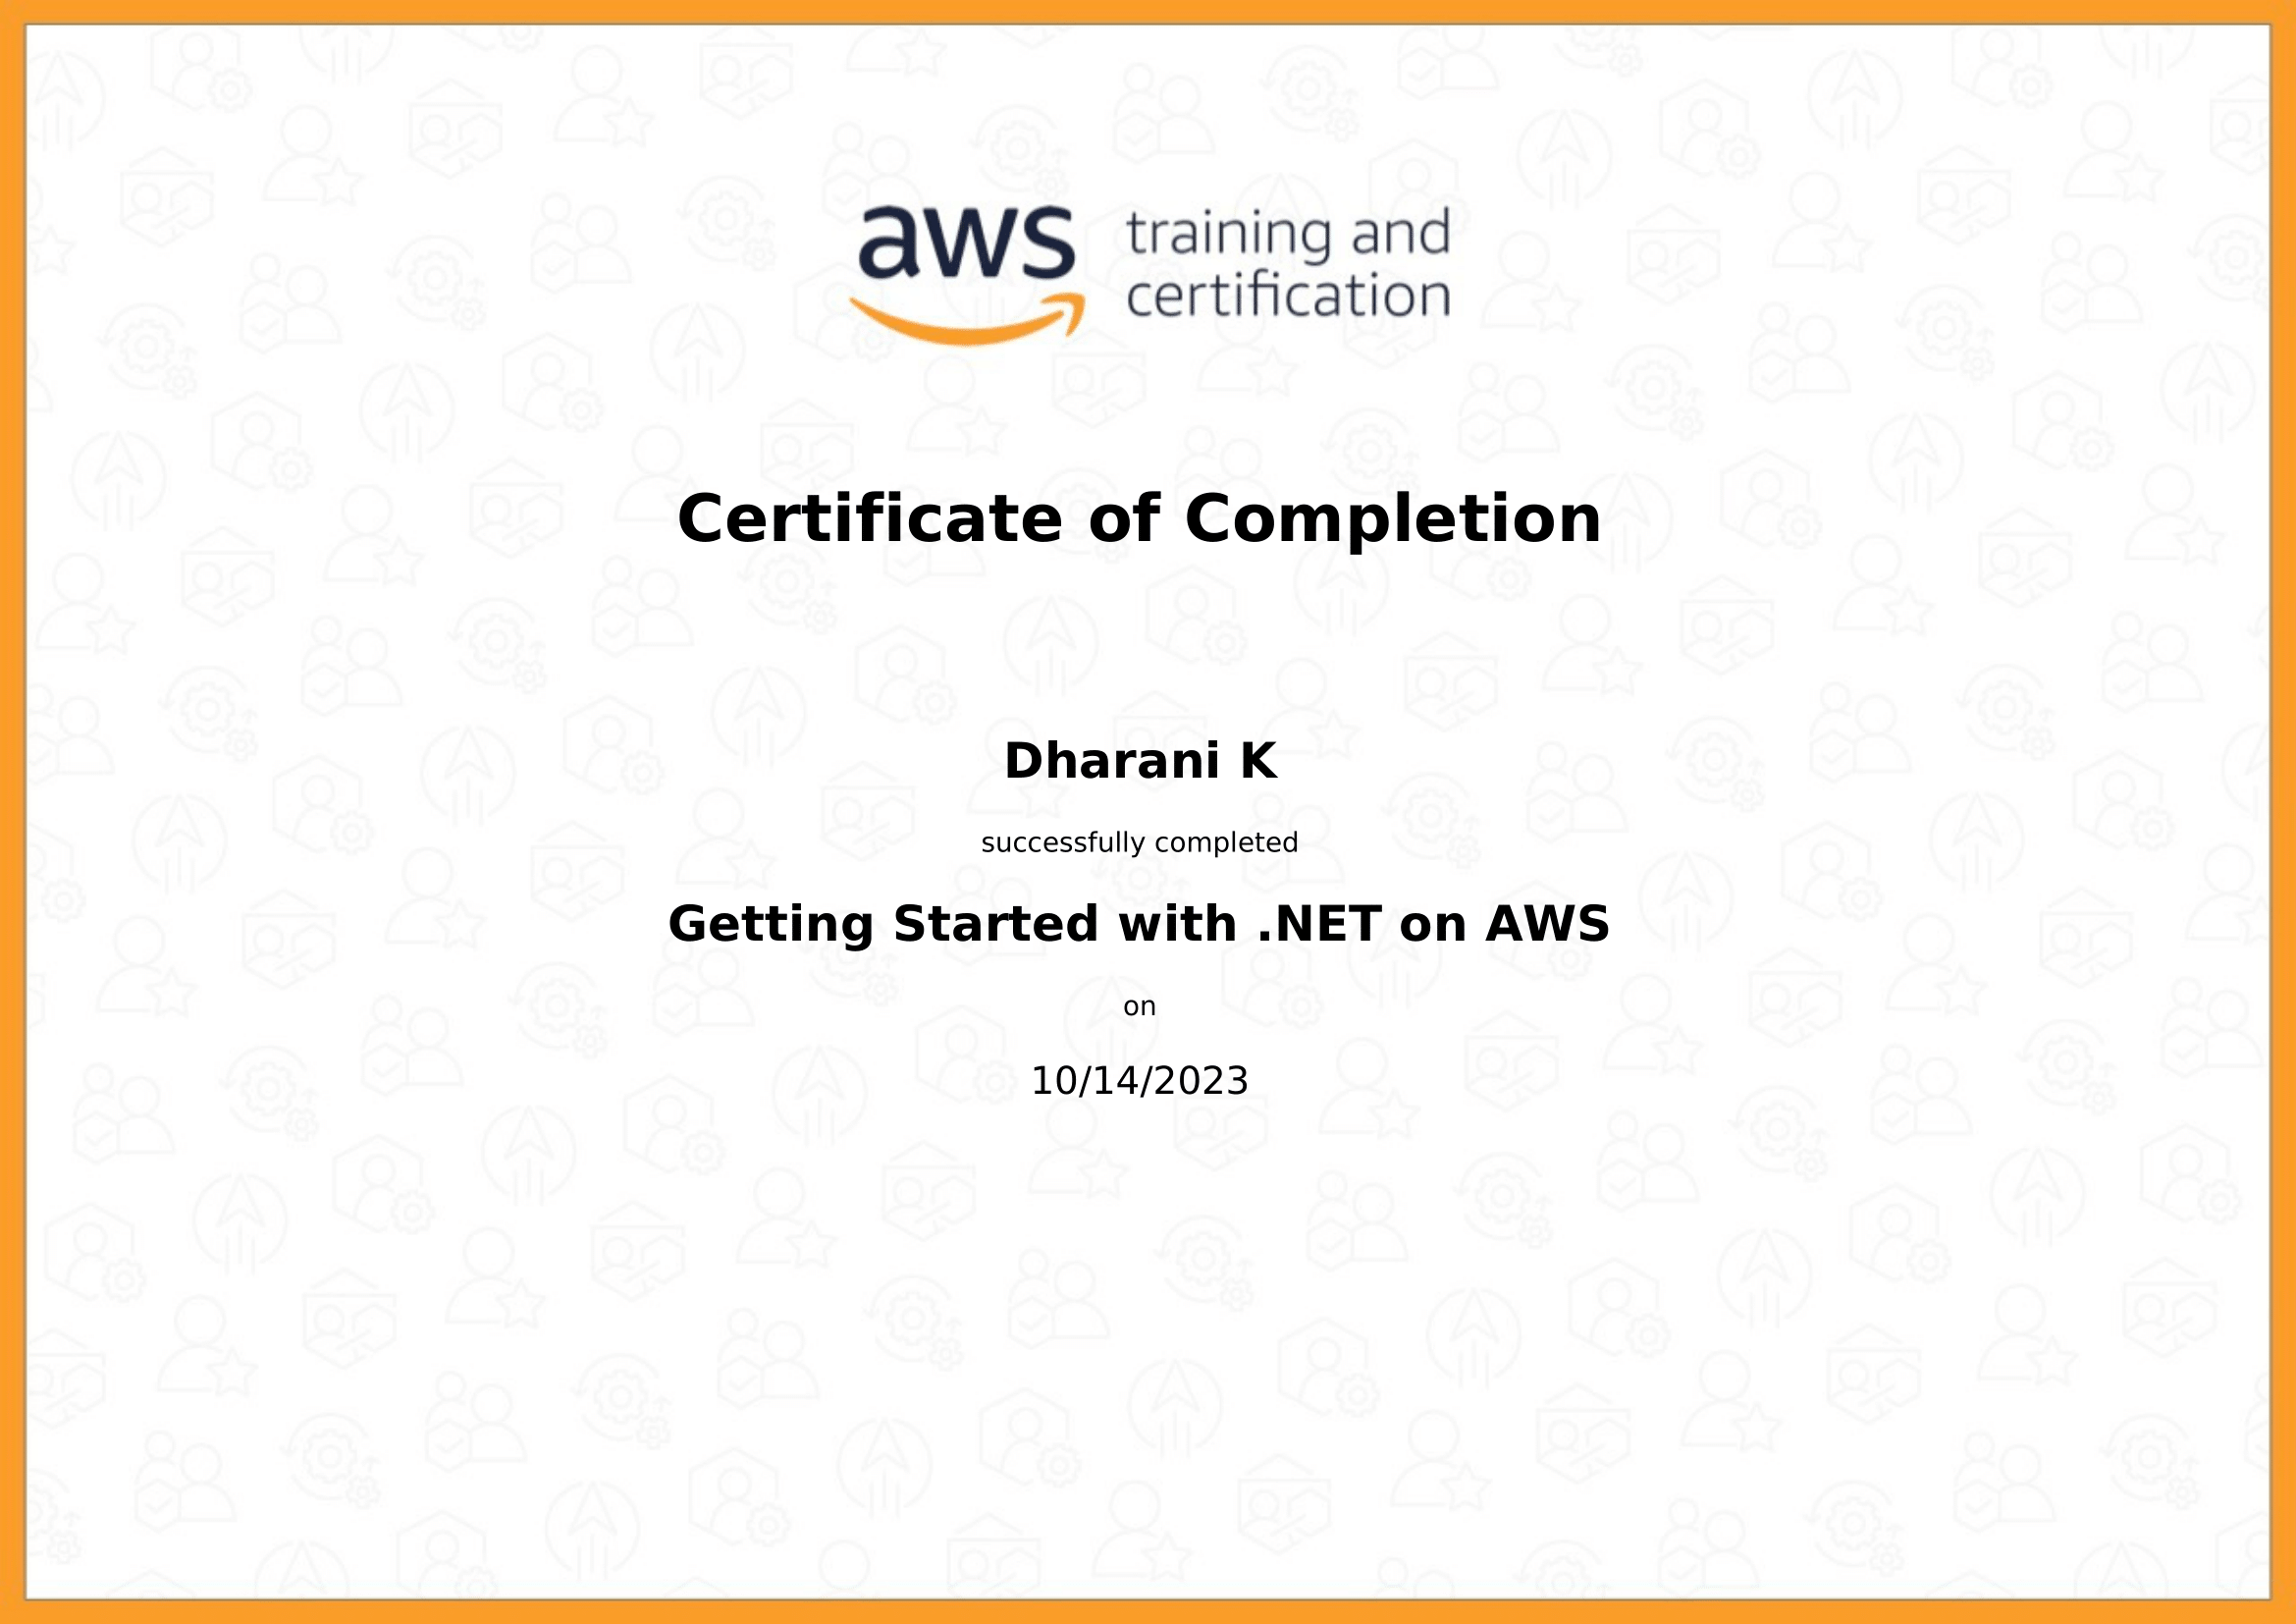 aws training and
certification
Certificate of Completion
Dharani K
successfully completed
Getting Started with .NET on AWS
on
10/14/2023